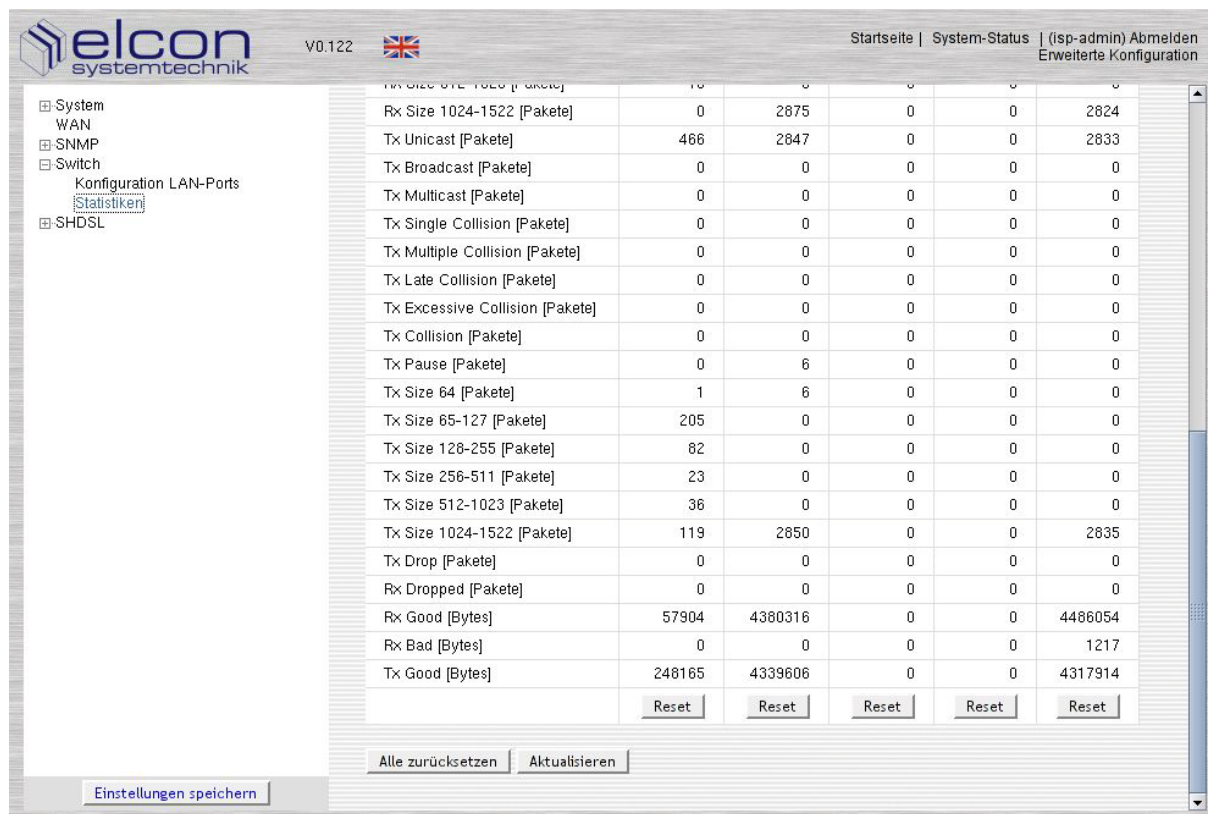 elcon
systemtechnik
V0.122
Startseite | System-Status | (isp-admin) Abmelden
Erweiterte Konfiguration
System
WAN
SNMP
Switch
Konfiguration LAN-Ports
Statistiken
SHDSL
Rx Size 1024-1522 [Pakete] 0 2875 0 0 2824
Tx Unicast [Pakete] 466 2847 0 0 2833
Tx Broadcast [Pakete] 0 0 0 0 0
Tx Multicast [Pakete] 0 0 0 0 0
Tx Single Collision [Pakete] 0 0 0 0 0
Tx Multiple Collision [Pakete] 0 0 0 0 0
Tx Late Collision [Pakete] 0 0 0 0 0
Tx Excessive Collision [Pakete] 0 0 0 0 0
Tx Collision [Pakete] 0 0 0 0 0
Tx Pause [Pakete] 0 6 0 0 0
Tx Size 64 [Pakete] 1 6 0 0 0
Tx Size 65-127 [Pakete] 205 0 0 0 0
Tx Size 128-255 [Pakete] 82 0 0 0 0
Tx Size 256-511 [Pakete] 23 0 0 0 0
Tx Size 512-1023 [Pakete] 36 0 0 0 0
Tx Size 1024-1522 [Pakete] 119 2850 0 0 2835
Tx Drop [Pakete] 0 0 0 0 0
Rx Dropped [Pakete] 0 0 0 0 0
Rx Good [Bytes] 57904 4380316 0 0 4486054
Rx Bad [Bytes] 0 0 0 0 1217
Tx Good [Bytes] 248165 4339606 0 0 4317914
Reset Reset Reset Reset Reset
Alle zurücksetzen Aktualisieren
Einstellungen speichern